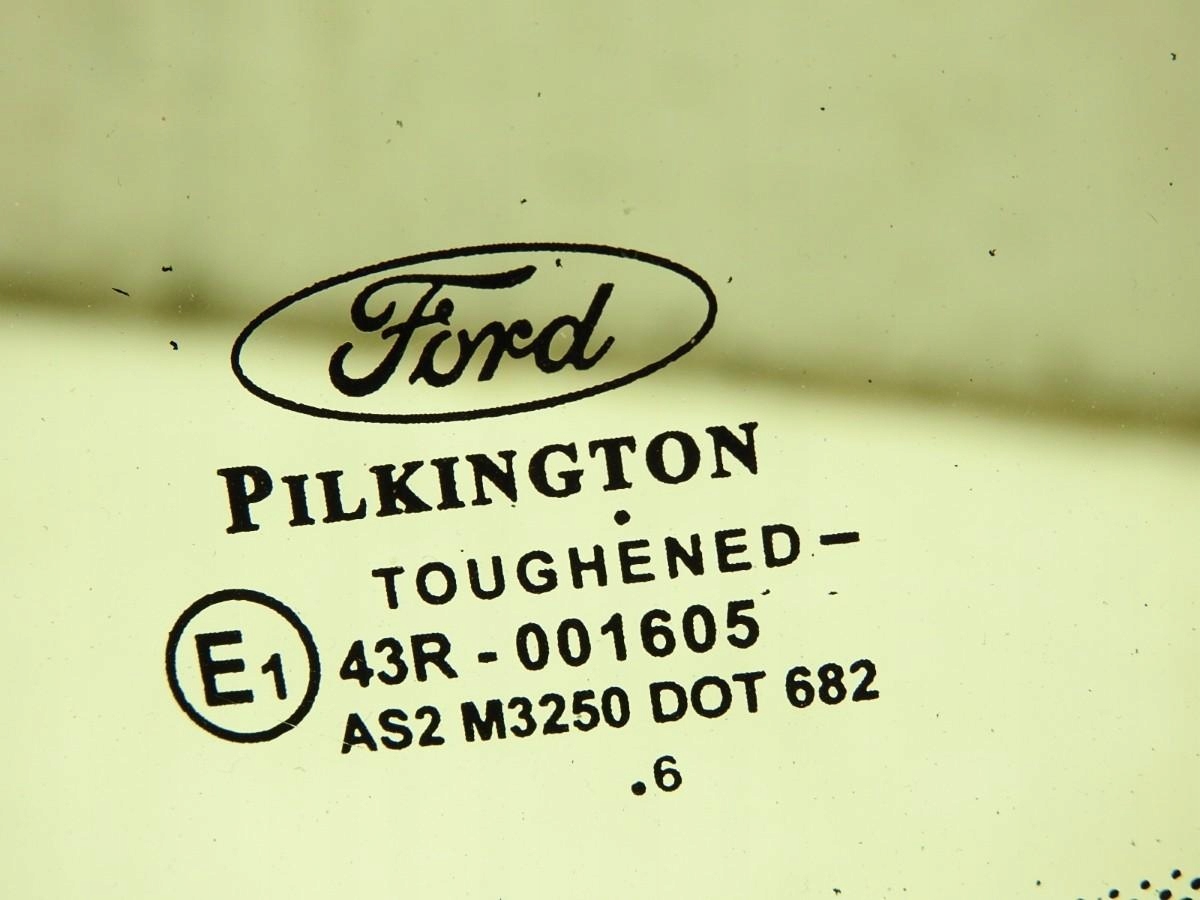 Ford
PILKINGTON
TOUGHENED –
E1 43R - 001605
AS2 M3250 DOT 682
.6